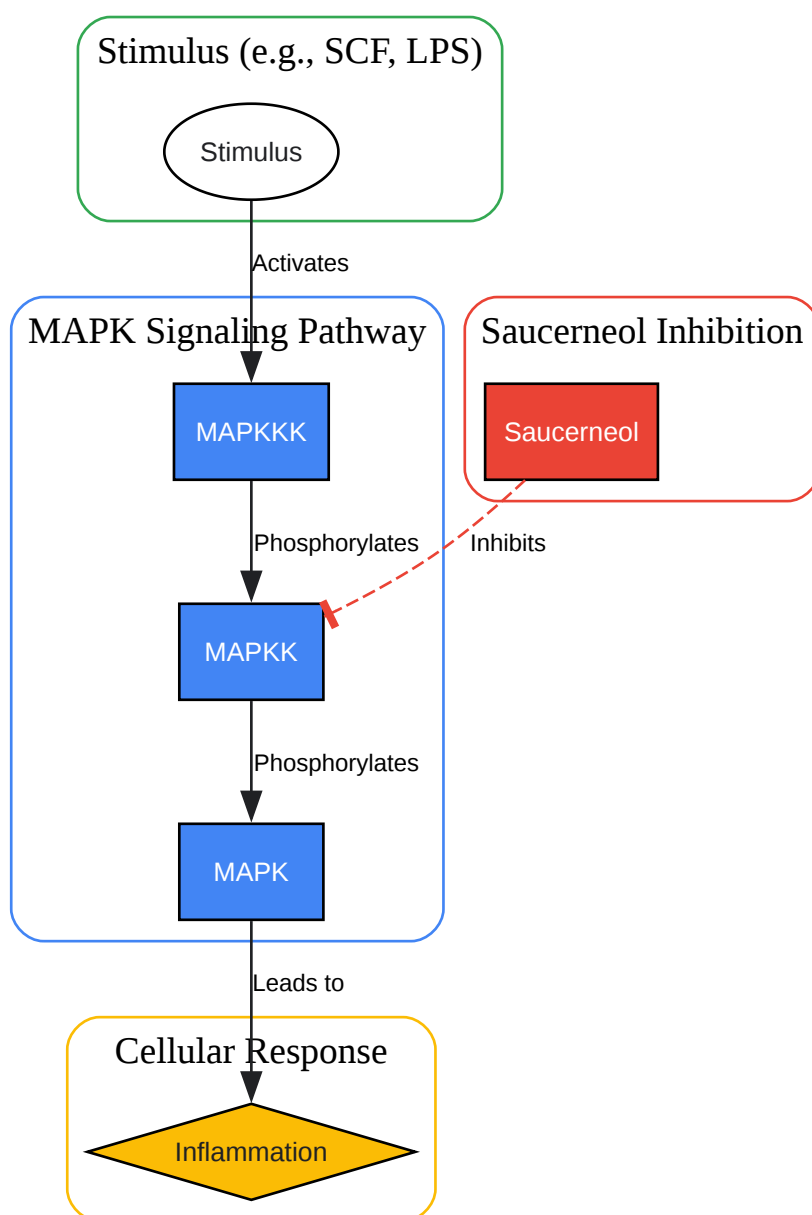 Stimulus (e.g., SCF, LPS)
Stimulus
Activates
MAPK Signaling Pathway
Saucerneol Inhibition
MAPKKK
Saucerneol
Phosphorylates
Inhibits
MAPKK
Phosphorylates
MAPK
Leads to
Cellular Response
Inflammation